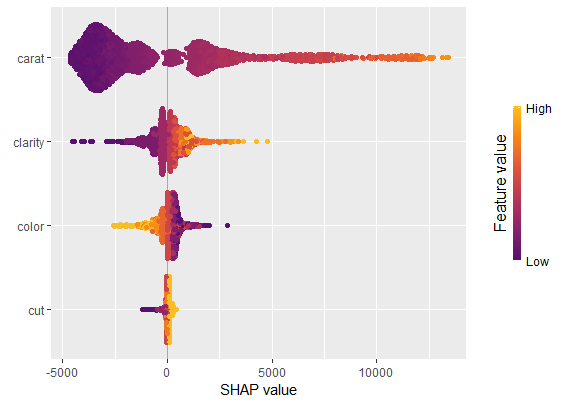 carat
clarity
color
cut
-5000
0
5000
10000
SHAP value
Feature value
High
Low